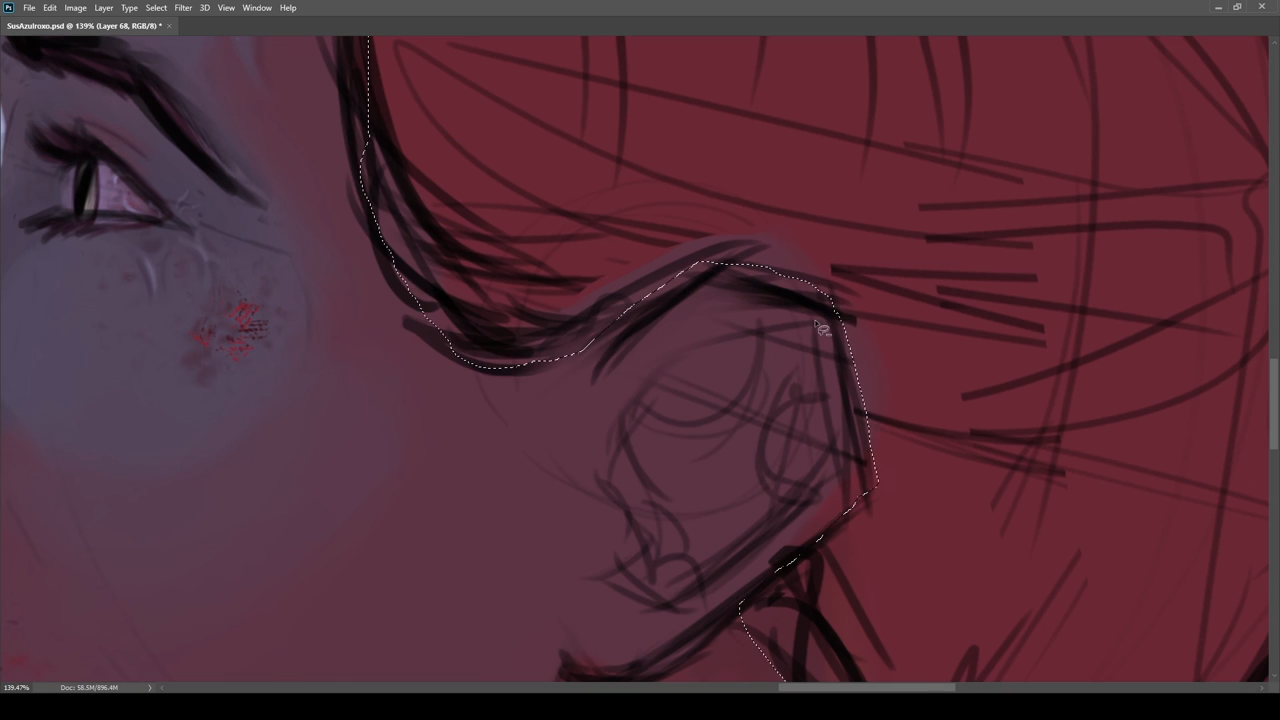 Ps File Edit Image Layer Type Select Filter 3D View Window Help
SusAzulroxo.psd @ 139% (Layer 68, RGB/8) * ×
139.47% Doc: 58.5M/896.4M